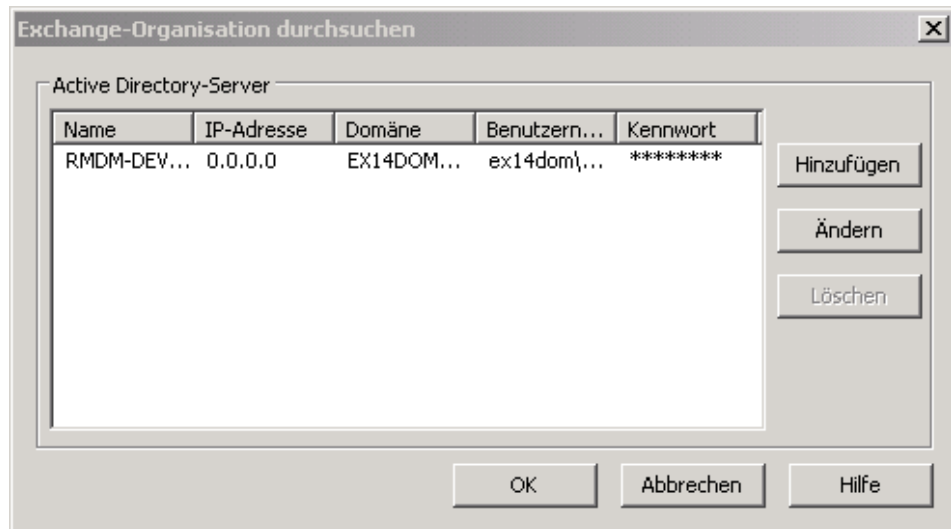 Exchange-Organisation durchsuchen
Active Directory-Server
Name IP-Adresse Domäne Benutzern... Kennwort
RMDM-DEV... 0.0.0.0 EX14DOM... ex14dom\... ********
Hinzufügen
Ändern
Löschen
OK Abbrechen Hilfe